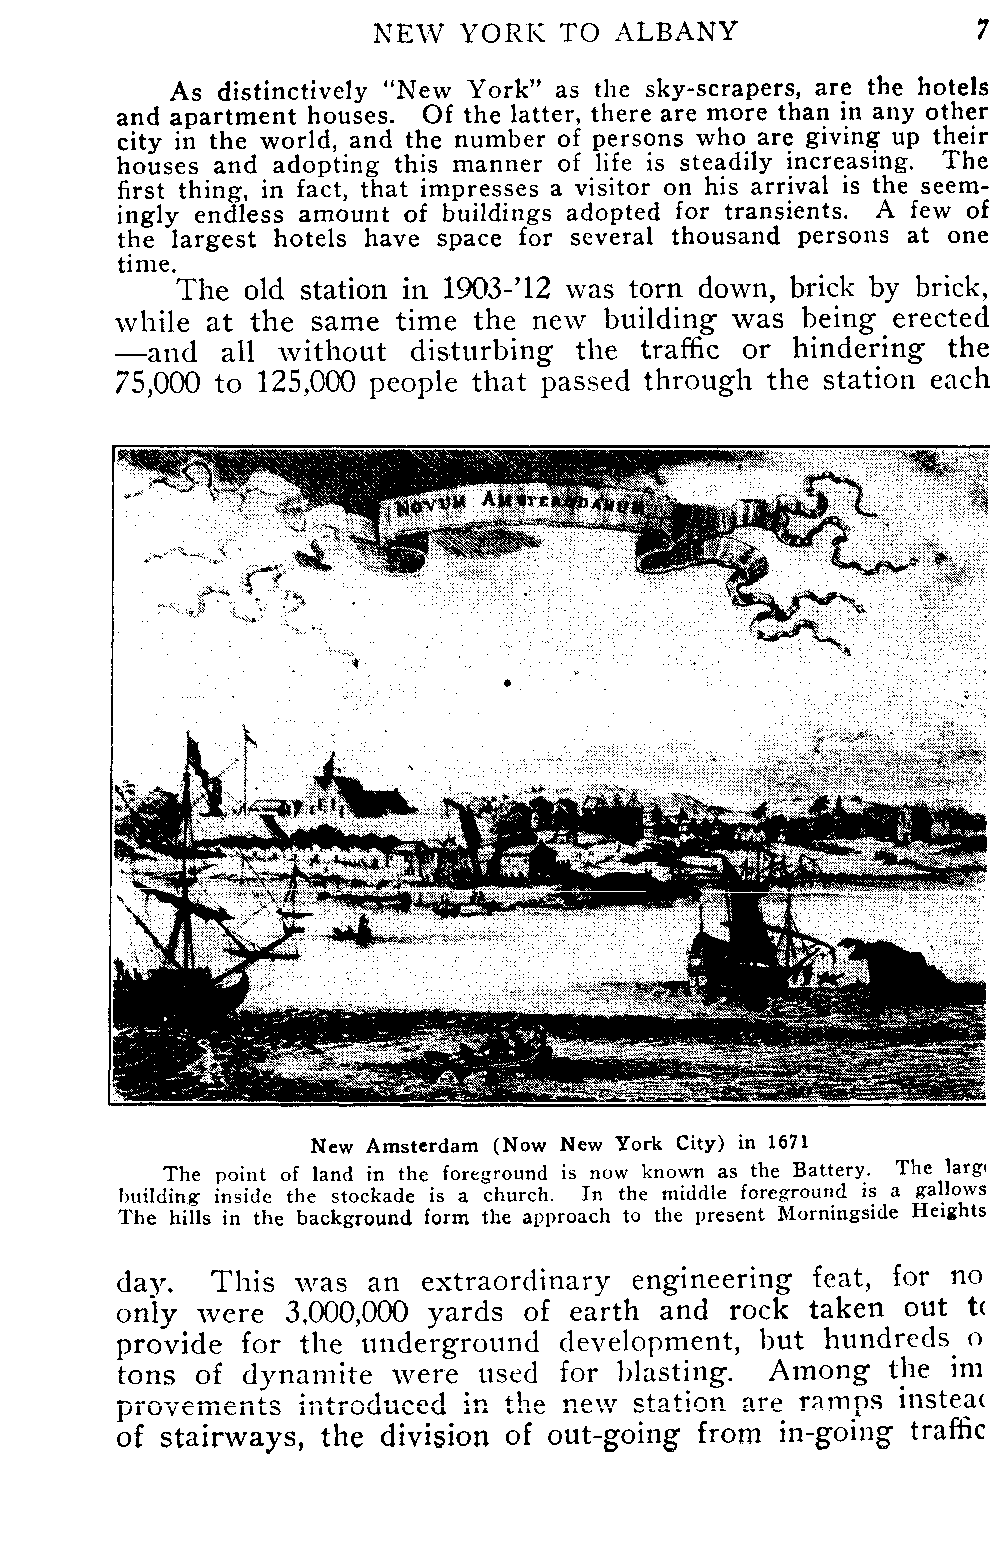 NEW YORK TO ALBANY 7
As distinctively “New York” as the sky-scrapers, are the hotels
and apartment houses. Of the latter, there are more than in any other
city in the world, and the number of persons who are giving up their
houses and adopting this manner of life is steadily increasing. The
first thing, in fact, that impresses a visitor on his arrival is the seem-
ingly endless amount of buildings adopted for transients. A few of
the largest hotels have space for several thousand persons at one
time.
The old station in 1903-’12 was torn down, brick by brick,
while at the same time the new building was being erected
—and all without disturbing the traffic or hindering the
75,000 to 125,000 people that passed through the station each
NOVUM AMSTERODAMUM
New Amsterdam (Now New York City) in 1671
The point of land in the foreground is now known as the Battery. The larg
building inside the stockade is a church. In the middle foreground is a gallows
The hills in the background form the approach to the present Morningside Heights
day. This was an extraordinary engineering feat, for no
only were 3,000,000 yards of earth and rock taken out t
provide for the underground development, but hundreds o
tons of dynamite were used for blasting. Among the im
provements introduced in the new station are ramps instea
of stairways, the division of out-going from in-going traffic